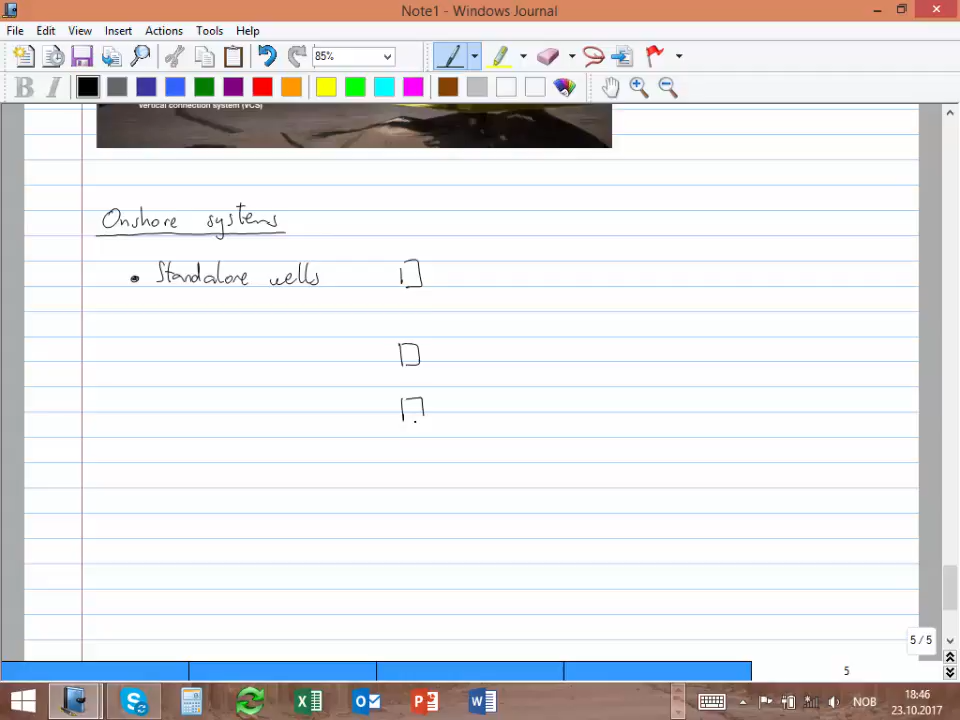 Note1 - Windows Journal
File Edit View Insert Actions Tools Help
85%
B I
Vertical connection system (VCS)
Onshore systems
• Standalone wells
5 / 5
5
NOB
18:46
23.10.2017